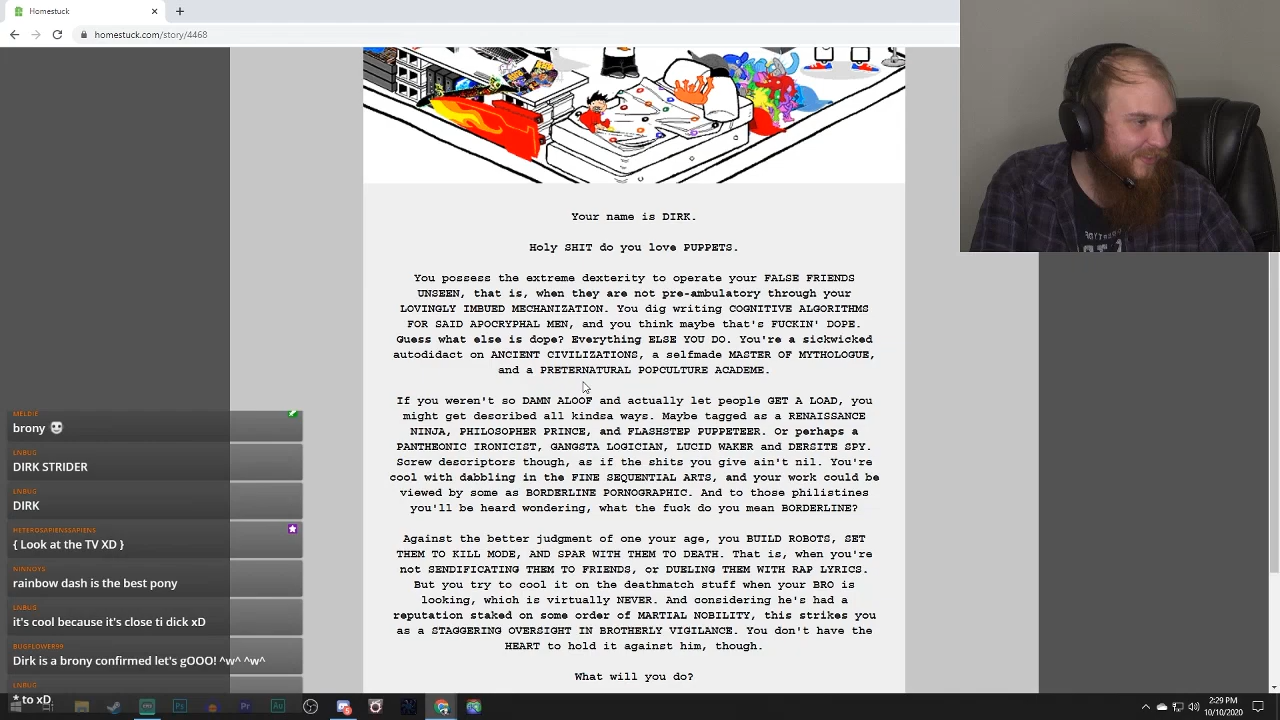 Homestuck
homestuck.com/story/4468
Your name is DIRK.
Holy SHIT do you love PUPPETS.
You possess the extreme dexterity to operate your FALSE FRIENDS
UNSEEN, that is, when they are not pre-ambulatory through your
LOVINGLY IMBUED MECHANIZATION. You dig writing COGNITIVE ALGORITHMS
FOR SAID APOCRYPHAL MEN, and you think maybe that's FUCKIN' DOPE.
Guess what else is dope? Everything ELSE YOU DO. You're a sickwicked
autodidact on ANCIENT CIVILIZATIONS, a selfmade MASTER OF MYTHOLOGUE,
and a PRETERNATURAL POPCULTURE ACADEME.
If you weren't so DAMN ALOOF and actually let people GET A LOAD, you
might get described all kindsa ways. Maybe tagged as a RENAISSANCE
NINJA, PHILOSOPHER PRINCE, and FLASHSTEP PUPPETEER. Or perhaps a
PANTHEONIC IRONICIST, GANGSTA LOGICIAN, LUCID WAKER and DERSITE SPY.
Screw descriptors though, as if the shits you give ain't nil. You're
cool with dabbling in the FINE SEQUENTIAL ARTS, and your work could be
viewed by some as BORDERLINE PORNOGRAPHIC. And to those philistines
you'll be heard wondering, what the fuck do you mean BORDERLINE?
Against the better judgment of one your age, you BUILD ROBOTS, SET
THEM TO KILL MODE, AND SPAR WITH THEM TO DEATH. That is, when you're
not SENDIFICATING THEM TO FRIENDS, or DUELING THEM WITH RAP LYRICS.
But you try to cool it on the deathmatch stuff when your BRO is
looking, which is virtually NEVER. And considering he's had a
reputation staked on some order of MARTIAL NOBILITY, this strikes you
as a STAGGERING OVERSIGHT IN BROTHERLY VIGILANCE. You don't have the
HEART to hold it against him, though.
What will you do?
MELDIE
brony
LNBUG
DIRK STRIDER
LNBUG
DIRK
HETEROSAPIENSSAPIENS
{ Look at the TV XD }
NINNOYS
rainbow dash is the best pony
LNBUG
it's cool because it's close ti dick xD
BUGFLOWER99
Dirk is a brony confirmed let's gOOO! ^w^ ^w^
LNBUG
* to xD
2:29 PM
10/10/2020